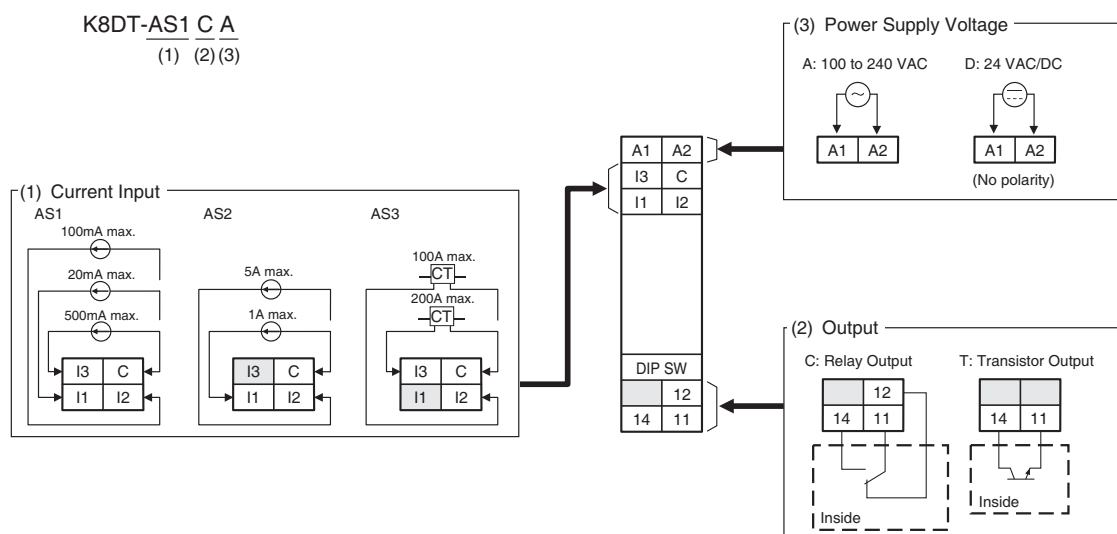 K8DT-AS1 C A
(1) (2) (3)
(3) Power Supply Voltage
A: 100 to 240 VAC
D: 24 VAC/DC
A1 A2
A1 A2
(No polarity)
A1 A2
I3 C
I1 I2
DIP SW
12
14 11
(1) Current Input
AS1
AS2
AS3
100mA max.
20mA max.
500mA max.
I3 C
I1 I2
5A max.
1A max.
I3 C
I1 I2
100A max.
CT
200A max.
CT
I3 C
I1 I2
(2) Output
C: Relay Output
T: Transistor Output
12
14 11
Inside
14 11
Inside